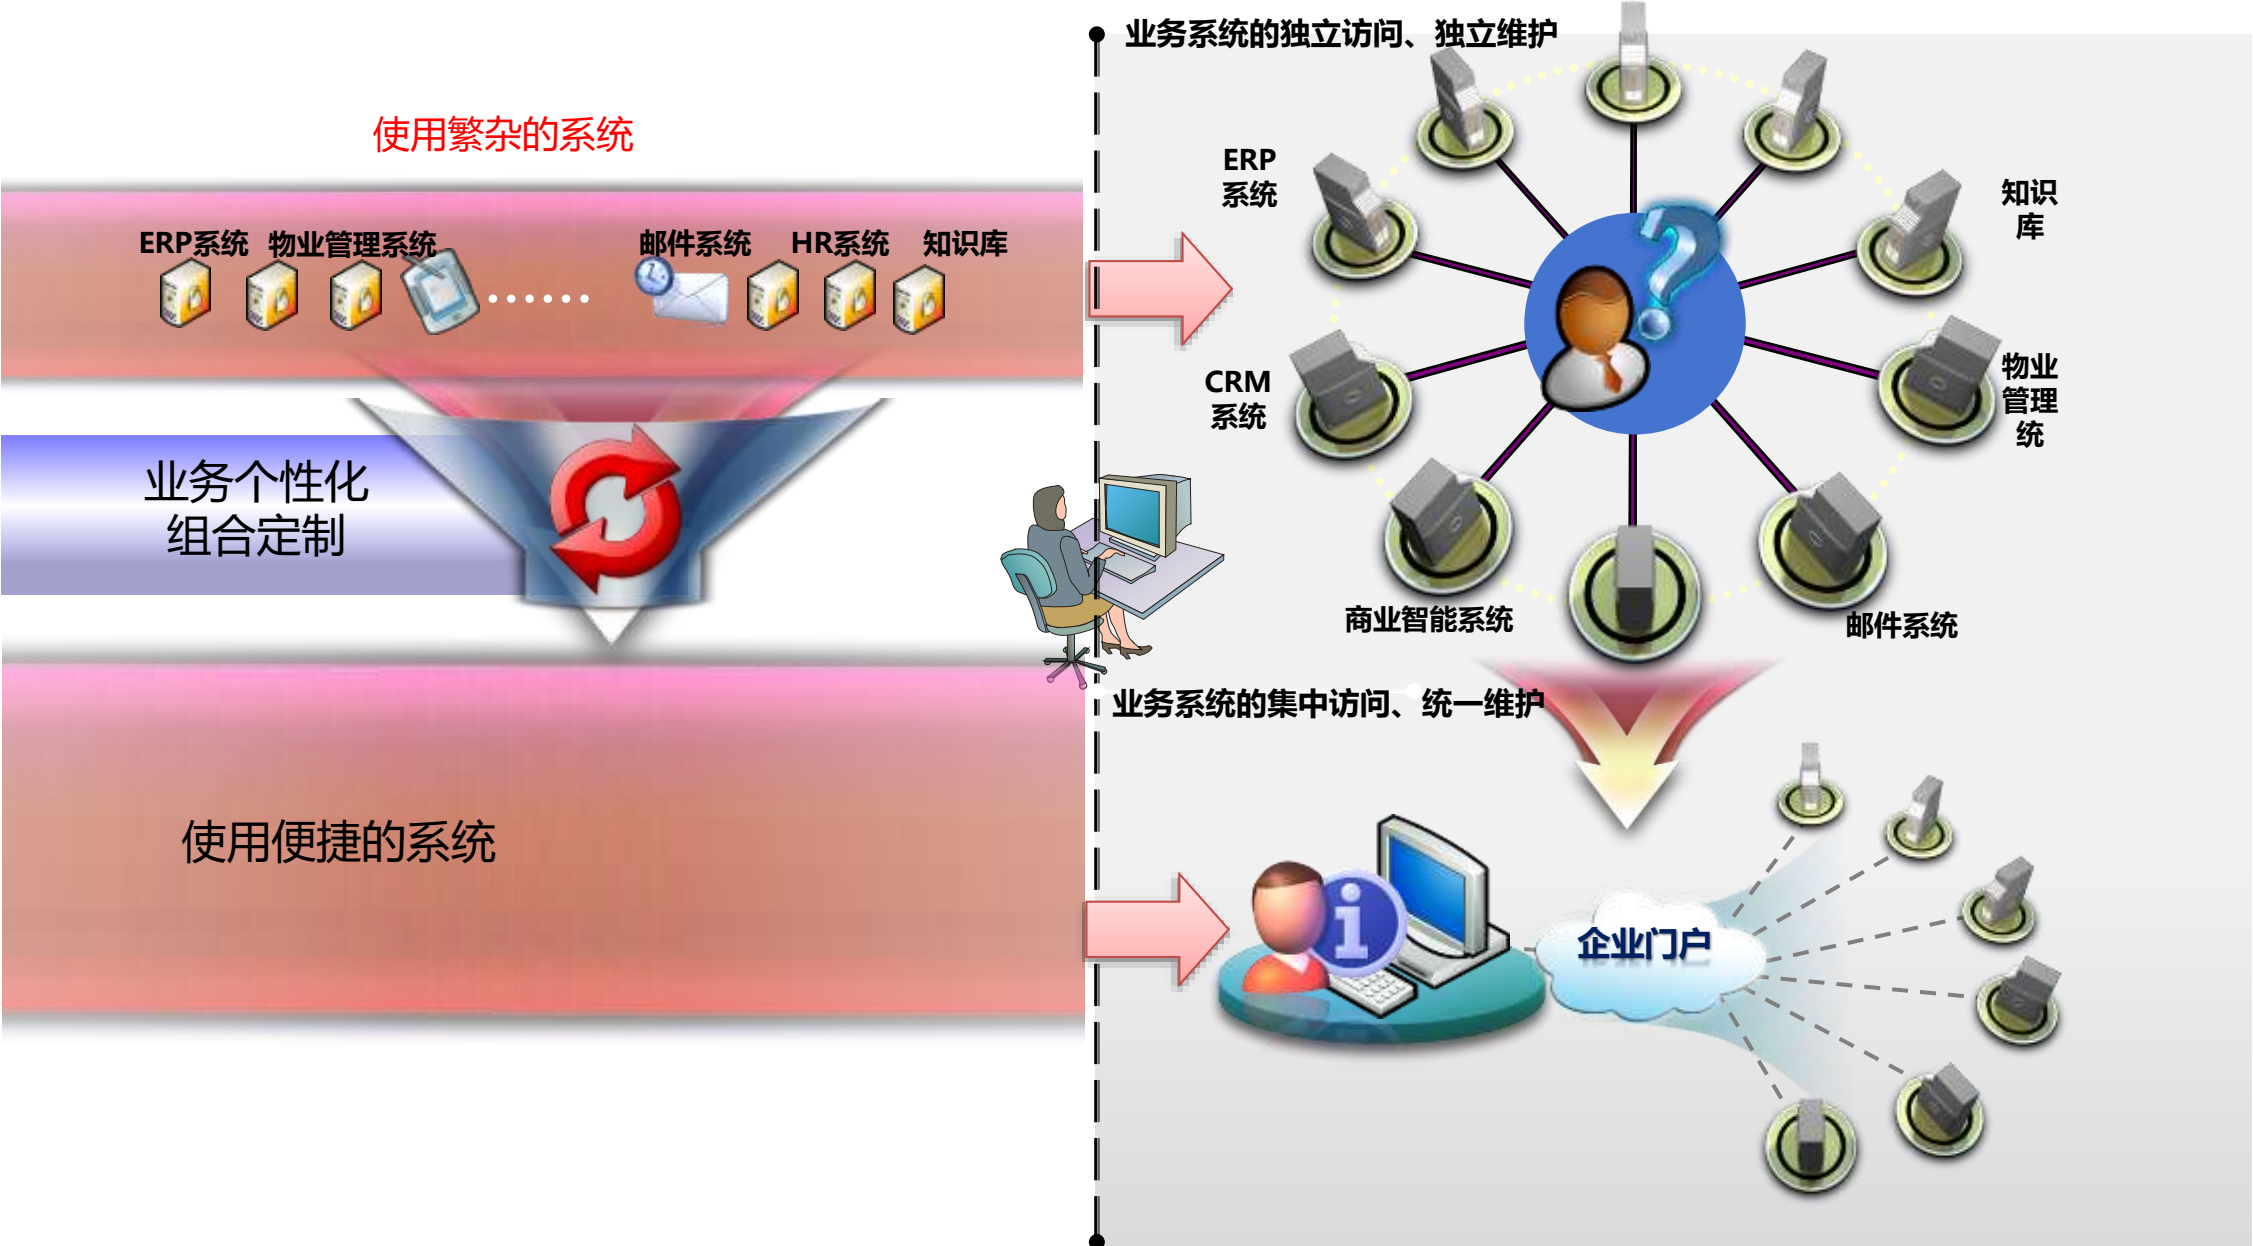 业务系统的独立访问、独立维护
使用繁杂的系统
ERP系统
物业管理系统
邮件系统
HR系统
知识库
ERP
系统
知识
库
CRM
系统
物业
管理
统
业务个性化
组合定制
商业智能系统
邮件系统
业务系统的集中访问、统一维护
使用便捷的系统
企业门户